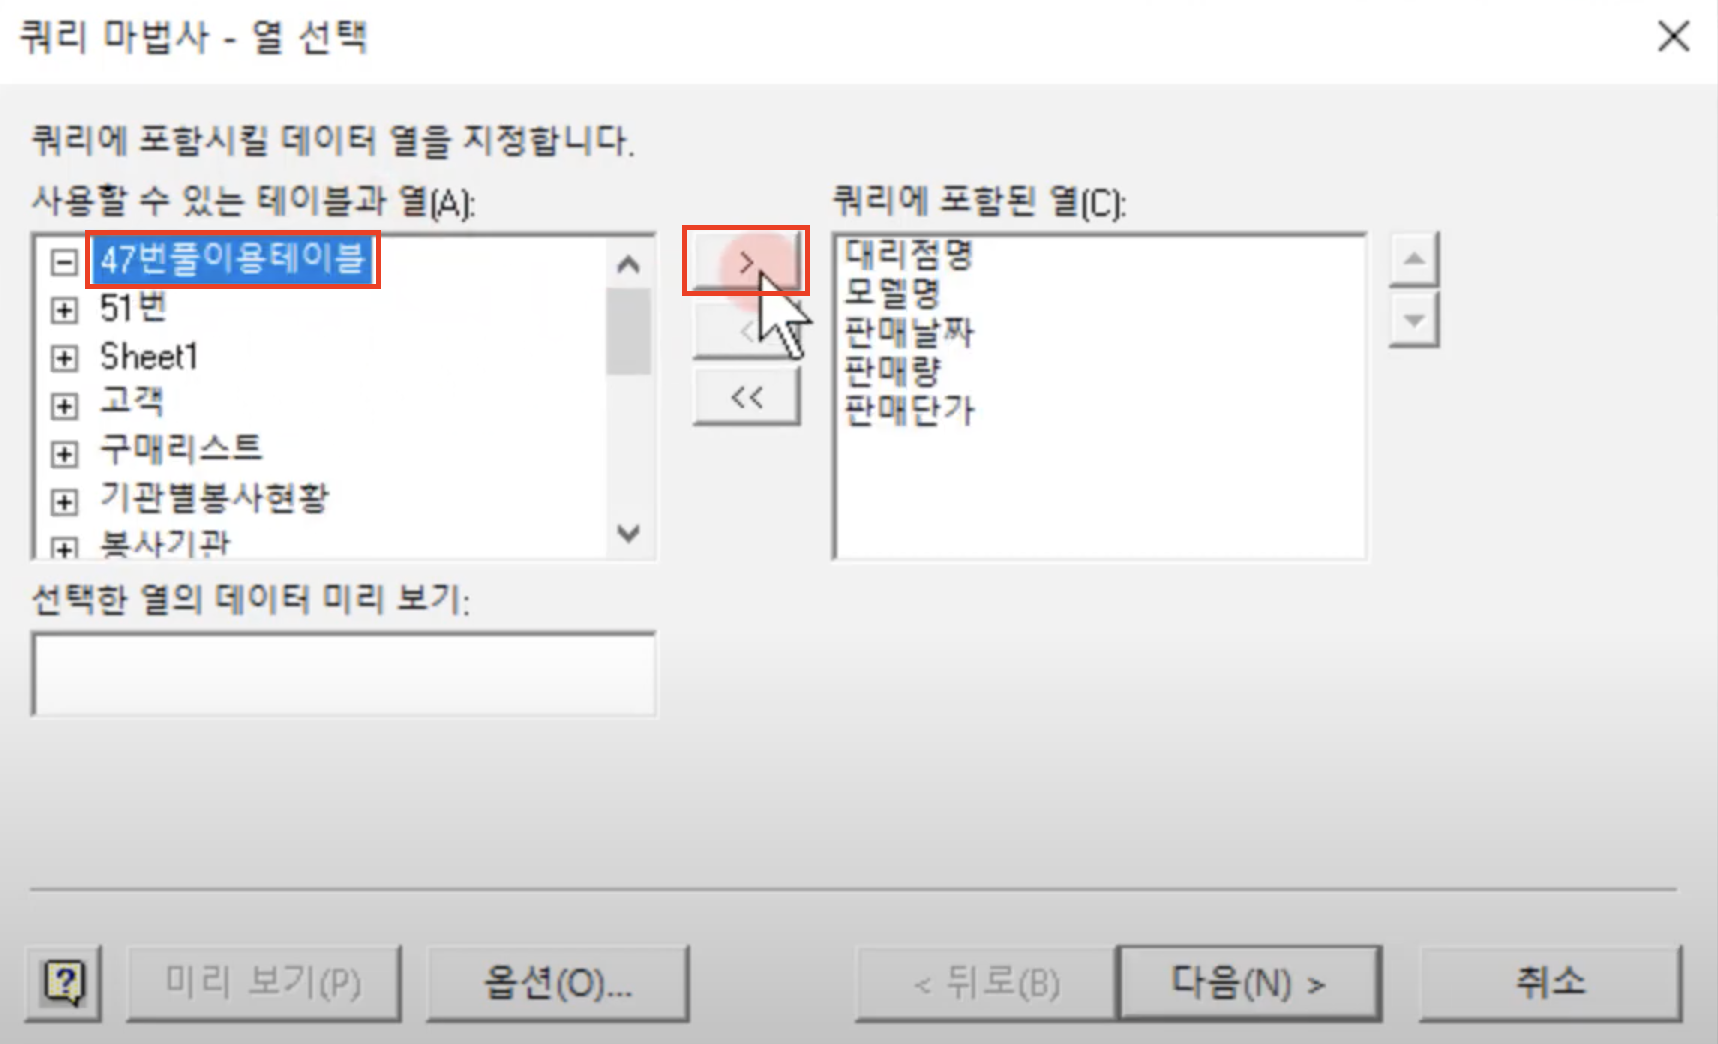 쿼리 마법사 - 열 선택
쿼리에 포함시킬 데이터 열을 지정합니다.
사용할 수 있는 테이블과 열(A):
47번풀이용테이블
51번
Sheet1
고객
구매리스트
기관별봉사현황
봉사기관
>
<
<<
쿼리에 포함된 열(C):
대리점명
모델명
판매날짜
판매량
판매단가
선택한 열의 데이터 미리 보기:
미리 보기(P)
옵션(O)...
< 뒤로(B)
다음(N) >
취소